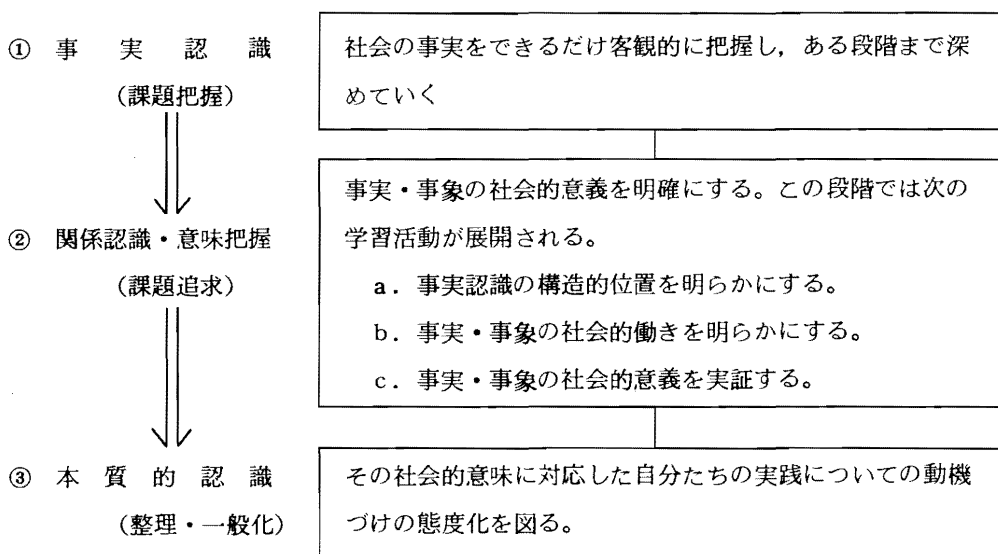 ① 事実認識
(課題把握)
社会の事実をできるだけ客観的に把握し，ある段階まで深
めていく
② 関係認識・意味把握
(課題追求)
事実・事象の社会的意義を明確にする。この段階では次の
学習活動が展開される。
a．事実認識の構造的位置を明らかにする。
b．事実・事象の社会的働きを明らかにする。
c．事実・事象の社会的意義を実証する。
③ 本質的認識
(整理・一般化)
その社会的意味に対応した自分たちの実践についての動機
づけの態度化を図る。